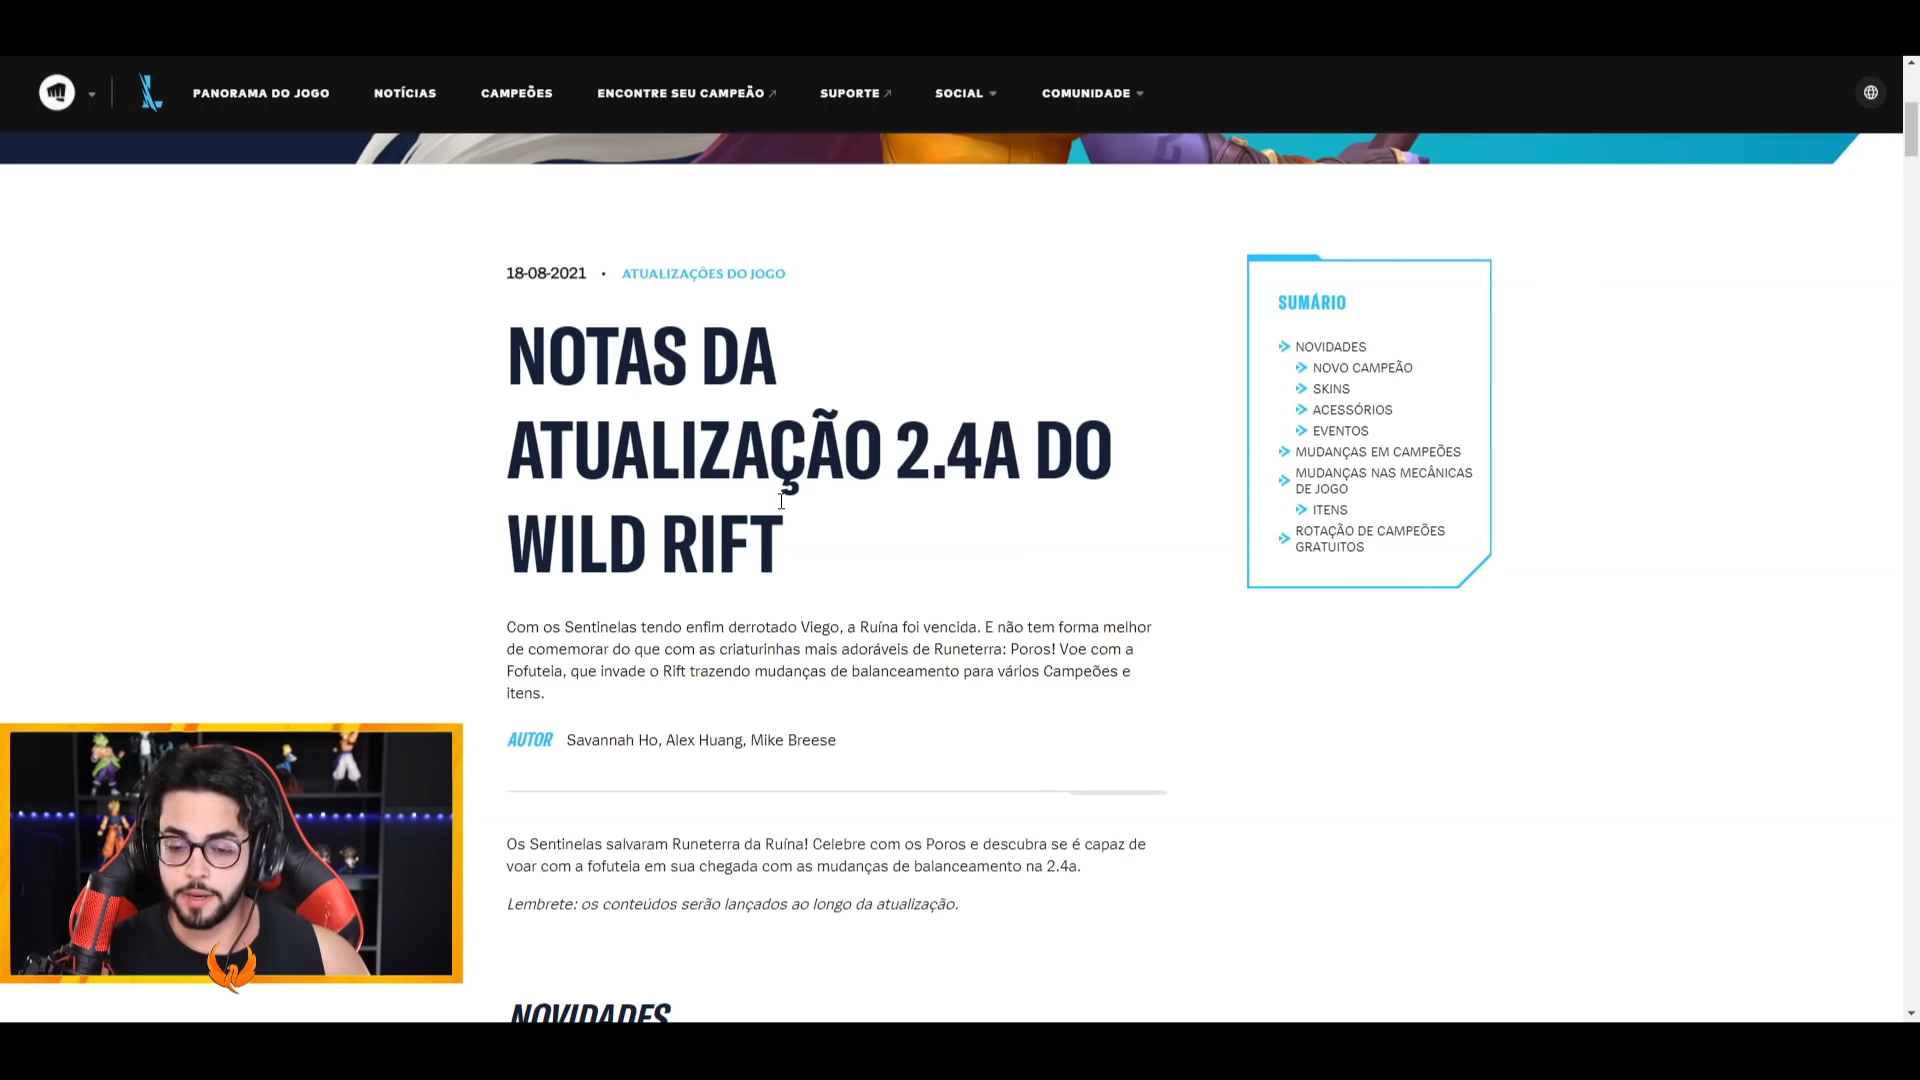 PANORAMA DO JOGO
NOTÍCIAS
CAMPEÕES
ENCONTRE SEU CAMPEÃO
SUPORTE
SOCIAL
COMUNIDADE
18-08-2021 • ATUALIZAÇÕES DO JOGO
NOTAS DA
ATUALIZAÇÃO 2.4A DO
WILD RIFT
Com os Sentinelas tendo enfim derrotado Viego, a Ruína foi vencida. E não tem forma melhor
de comemorar do que com as criaturinhas mais adoráveis de Runeterra: Poros! Voe com a
Fofuteia, que invade o Rift trazendo mudanças de balanceamento para vários Campeões e
itens.
AUTOR Savannah Ho, Alex Huang, Mike Breese
Os Sentinelas salvaram Runeterra da Ruína! Celebre com os Poros e descubra se é capaz de
voar com a fofuteia em sua chegada com as mudanças de balanceamento na 2.4a.
Lembrete: os conteúdos serão lançados ao longo da atualização.
NOVIDADES
SUMÁRIO
NOVIDADES
NOVO CAMPEÃO
SKINS
ACESSÓRIOS
EVENTOS
MUDANÇAS EM CAMPEÕES
MUDANÇAS NAS MECÂNICAS
DE JOGO
ITENS
ROTAÇÃO DE CAMPEÕES
GRATUITOS